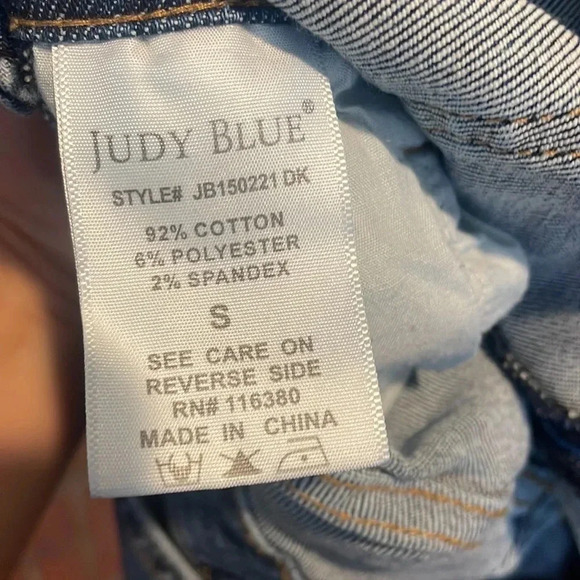 JUDY BLUE®
STYLE# JB150221 DK
92% COTTON
6% POLYESTER
2% SPANDEX
S
SEE CARE ON
REVERSE SIDE
RN# 116380
MADE IN CHINA